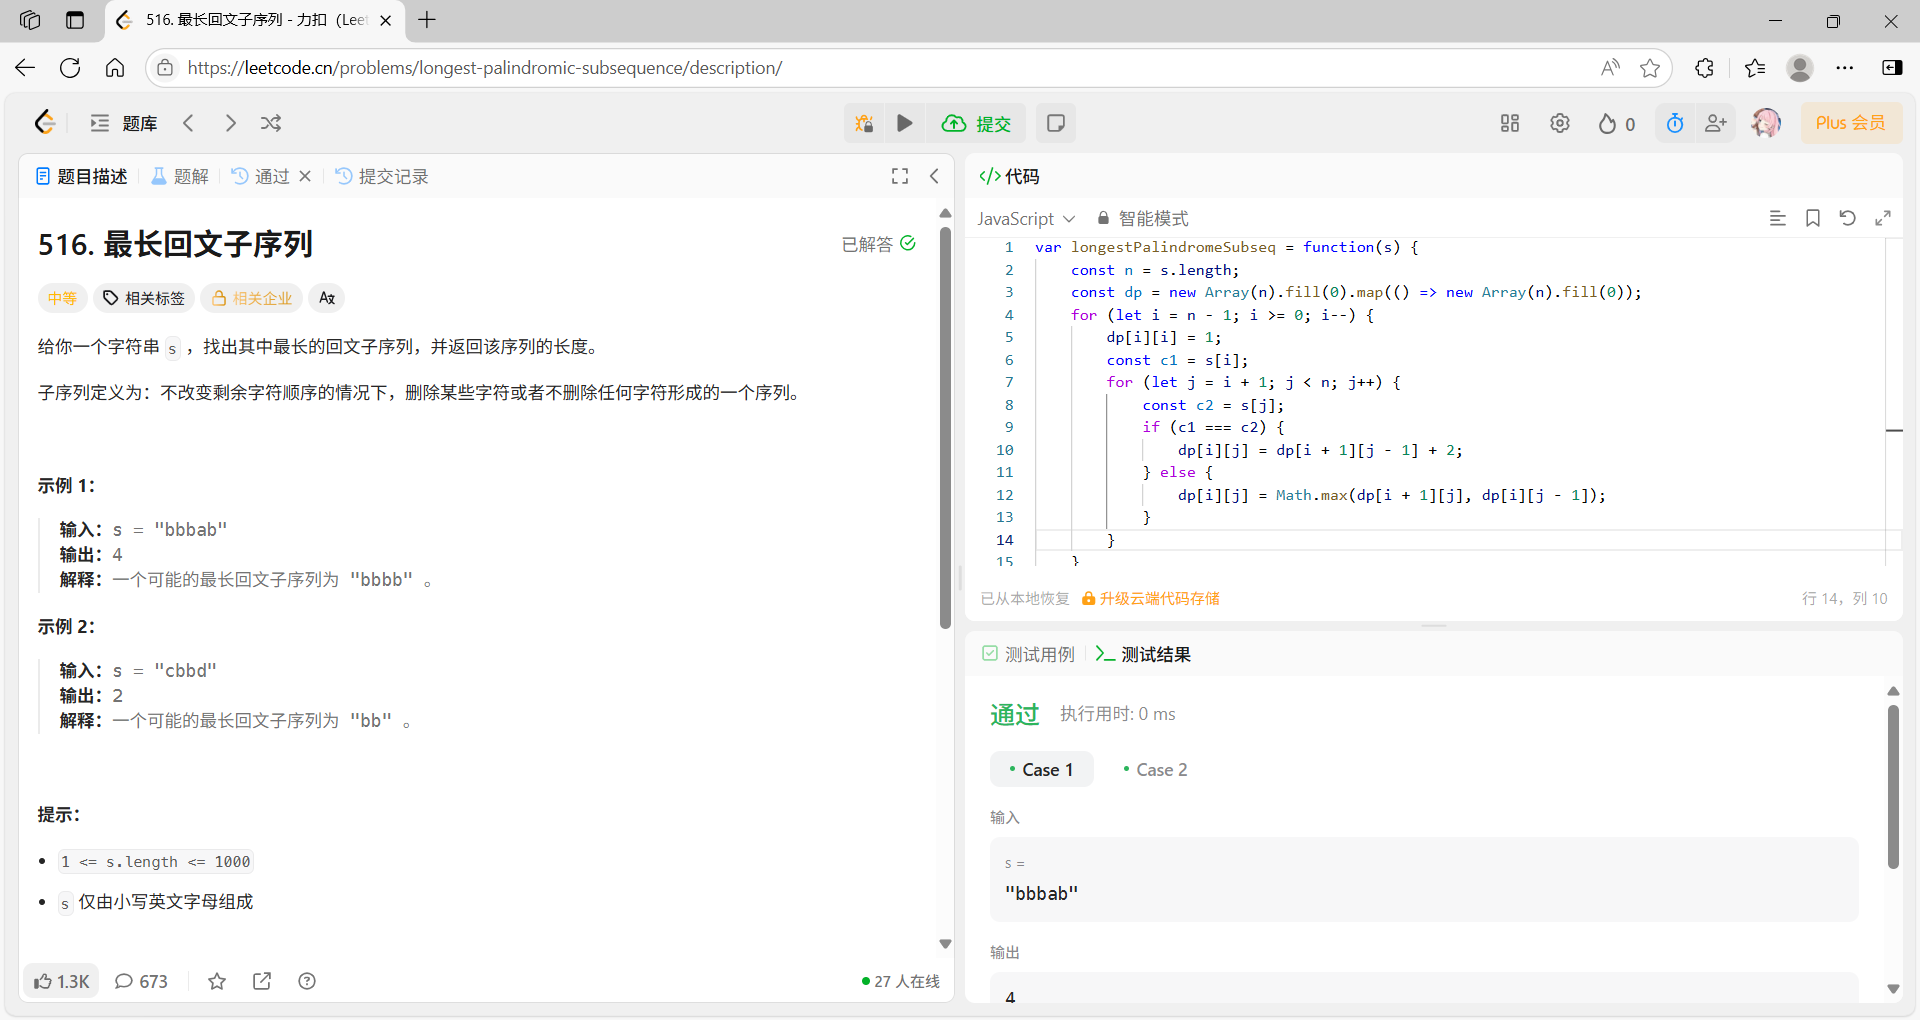 516. 最长回文子序列 - 力扣（Leet
https://leetcode.cn/problems/longest-palindromic-subsequence/description/
题库
提交
0
Plus 会员
题目描述
题解
通过
提交记录
516. 最长回文子序列
已解答
中等
相关标签
相关企业
给你一个字符串 s ，找出其中最长的回文子序列，并返回该序列的长度。
子序列定义为：不改变剩余字符顺序的情况下，删除某些字符或者不删除任何字符形成的一个序列。
示例 1：
输入：s = "bbbab"
输出：4
解释：一个可能的最长回文子序列为 "bbbb" 。
示例 2：
输入：s = "cbbd"
输出：2
解释：一个可能的最长回文子序列为 "bb" 。
提示：
1 <= s.length <= 1000
s 仅由小写英文字母组成
1.3K
673
27 人在线
代码
JavaScript
智能模式
1 var longestPalindromeSubseq = function(s) {
2 const n = s.length;
3 const dp = new Array(n).fill(0).map(() => new Array(n).fill(0));
4 for (let i = n - 1; i >= 0; i--) {
5 dp[i][i] = 1;
6 const c1 = s[i];
7 for (let j = i + 1; j < n; j++) {
8 const c2 = s[j];
9 if (c1 === c2) {
10 dp[i][j] = dp[i + 1][j - 1] + 2;
11 } else {
12 dp[i][j] = Math.max(dp[i + 1][j], dp[i][j - 1]);
13 }
14 }
15 }
已从本地恢复
升级云端代码存储
行 14，列 10
测试用例
测试结果
通过
执行用时: 0 ms
Case 1
Case 2
输入
s =
"bbbab"
输出
4